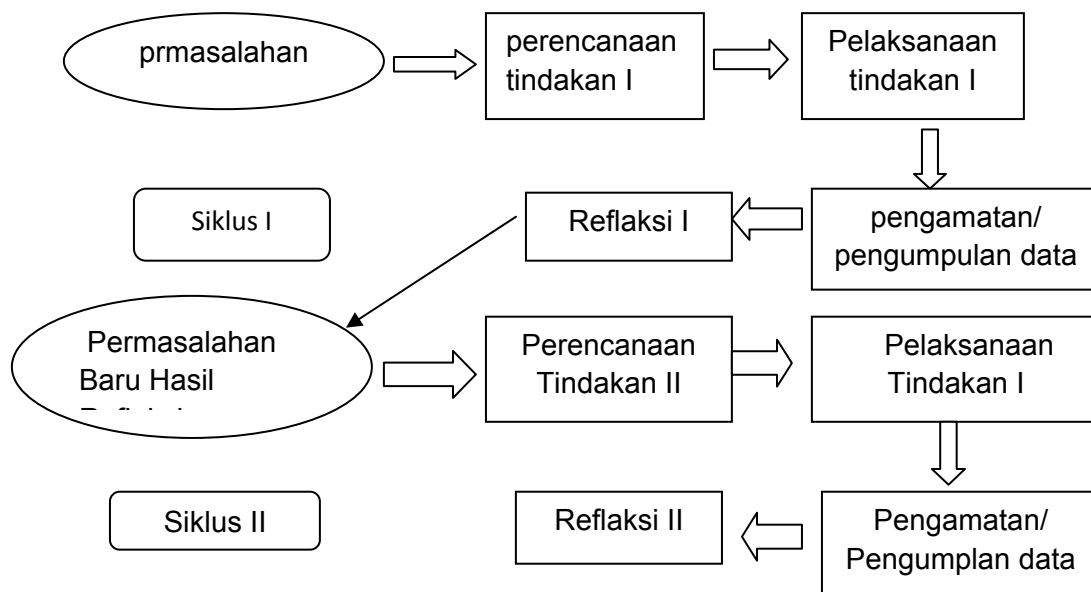 prmasalahan
perencanaan
tindakan I
Pelaksanaan
tindakan I
Siklus I
Reflaksi I
pengamatan/
pengumpulan data
Permasalahan
Baru Hasil
Perencanaan
Tindakan II
Pelaksanaan
Tindakan I
Siklus II
Reflaksi II
Pengamatan/
Pengumplan data